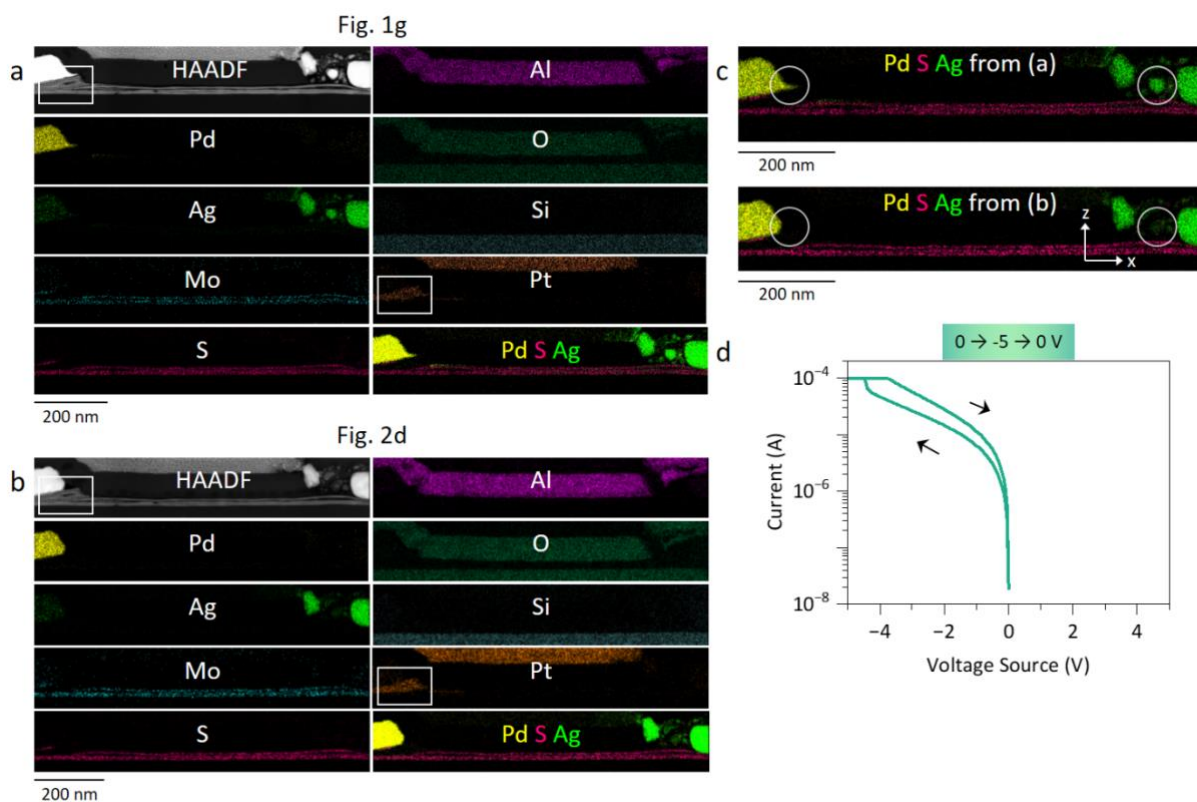 Fig. 1g
a
HAADF
Al
Pd
O
Ag
Si
Mo
Pt
S
Pd S Ag
200 nm
Fig. 2d
b
HAADF
Al
Pd
O
Ag
Si
Mo
Pt
S
Pd S Ag
200 nm
c
Pd S Ag from (a)
200 nm
Pd S Ag from (b)
z
x
200 nm
d
0 → -5 → 0 V
10⁻⁴
10⁻⁶
10⁻⁸
Current (A)
−4 −2 0 2 4
Voltage Source (V)